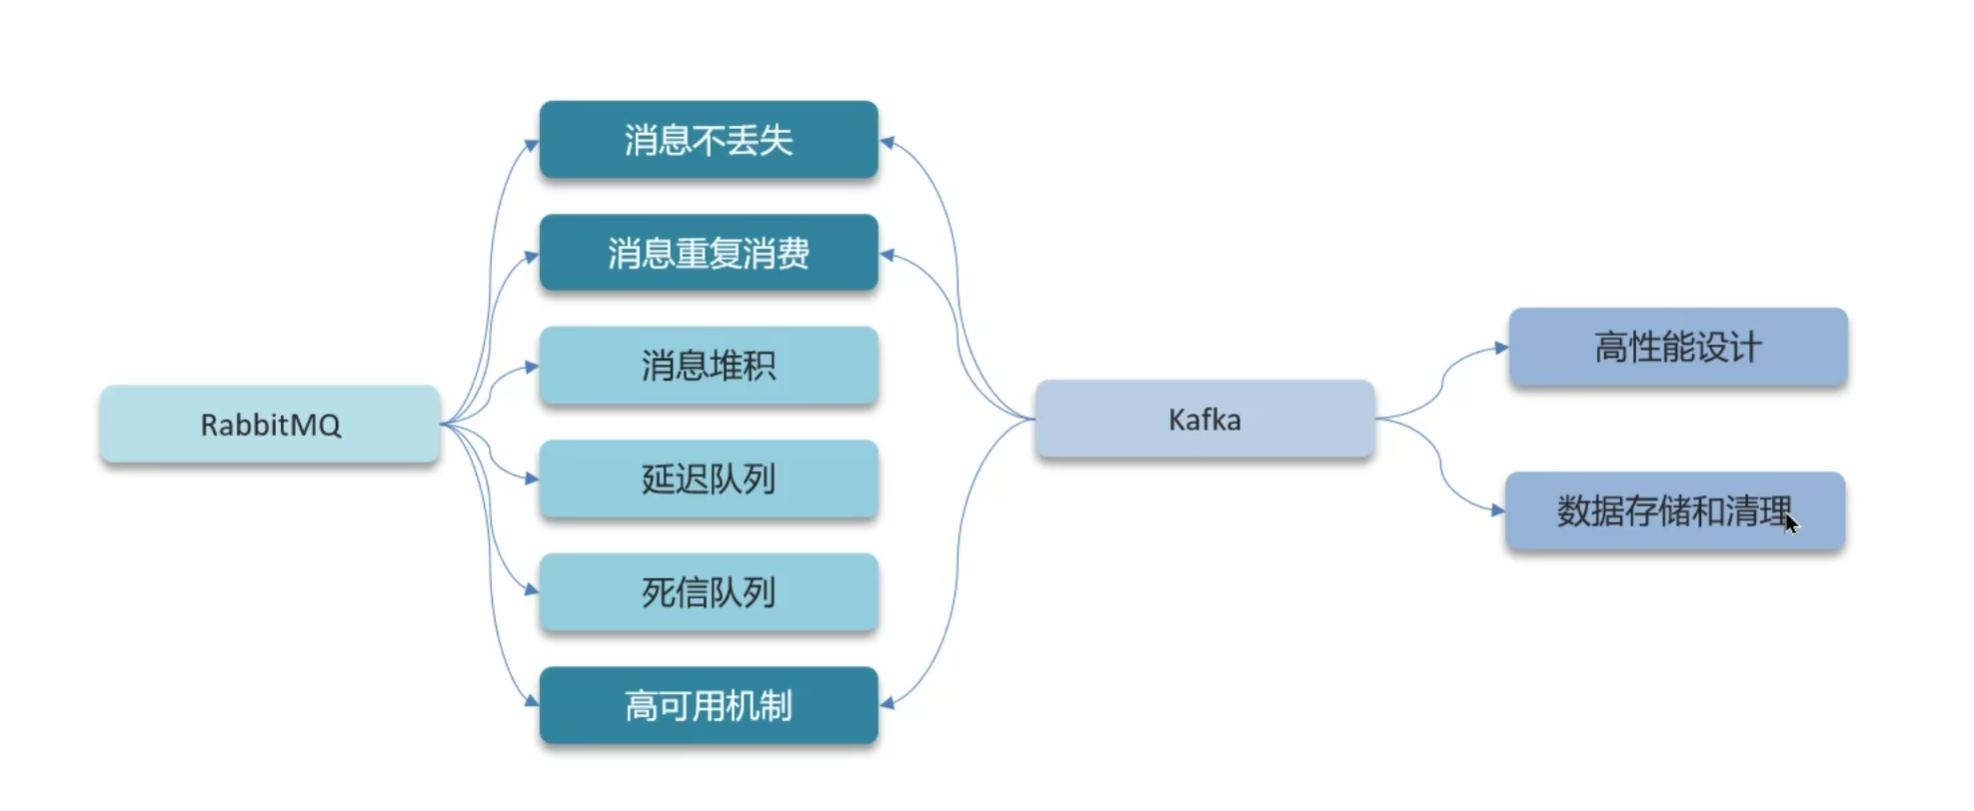 RabbitMQ
消息不丢失
消息重复消费
消息堆积
延迟队列
死信队列
高可用机制
Kafka
高性能设计
数据存储和清理